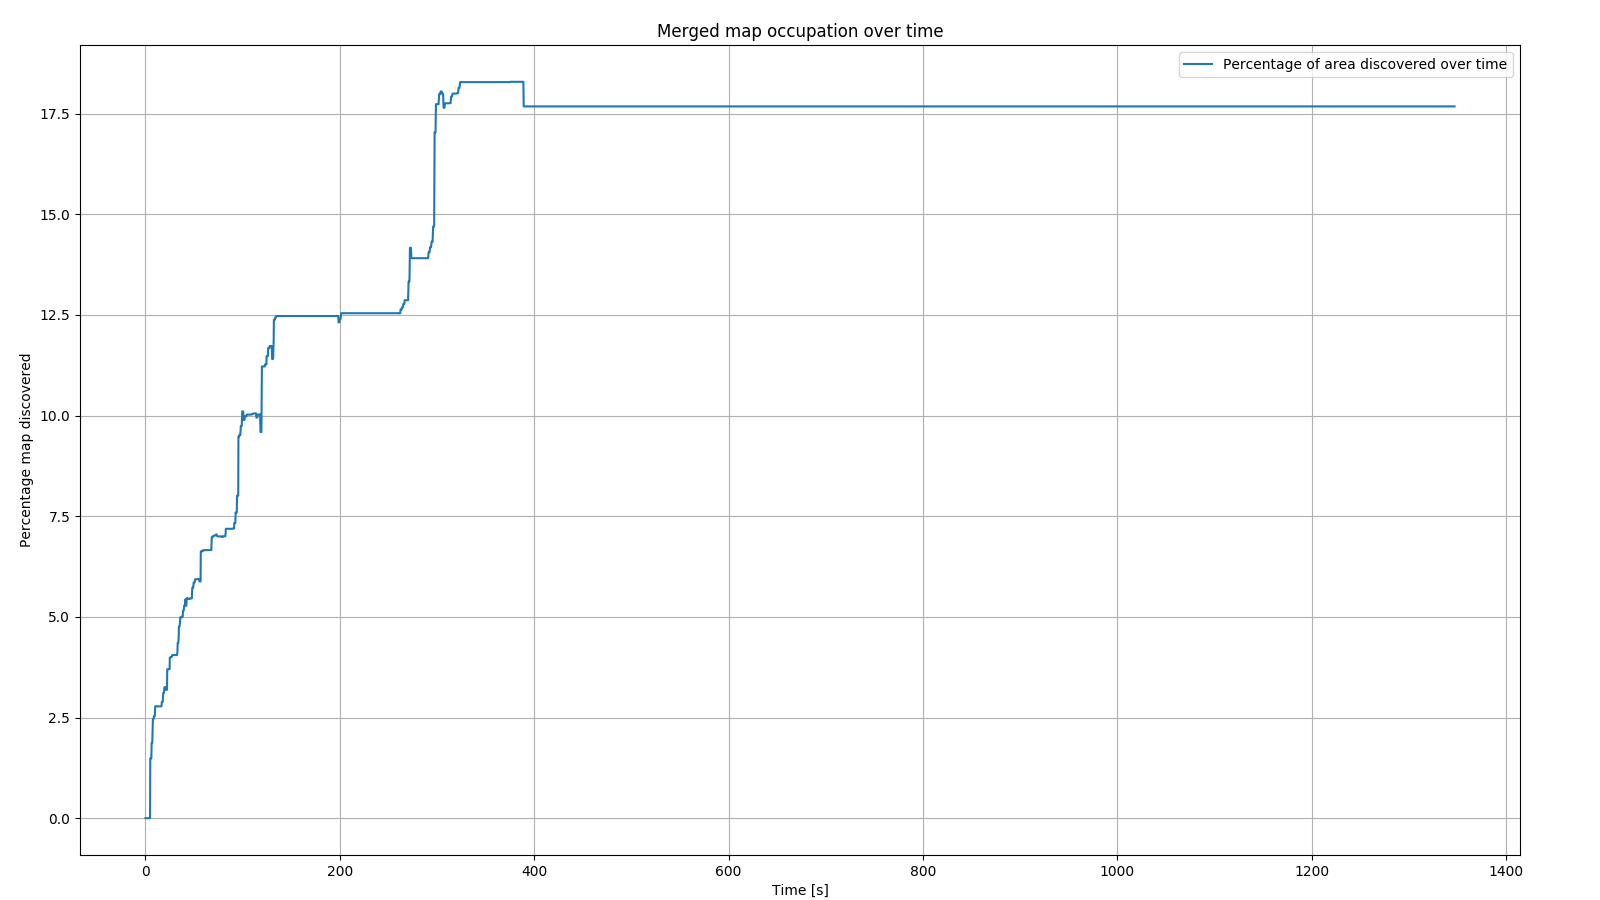 Merged map occupation over time
Percentage of area discovered over time
17.5
15.0
12.5
10.0
7.5
5.0
2.5
0.0
Percentage map discovered
0 200 400 600 800 1000 1200 1400
Time [s]